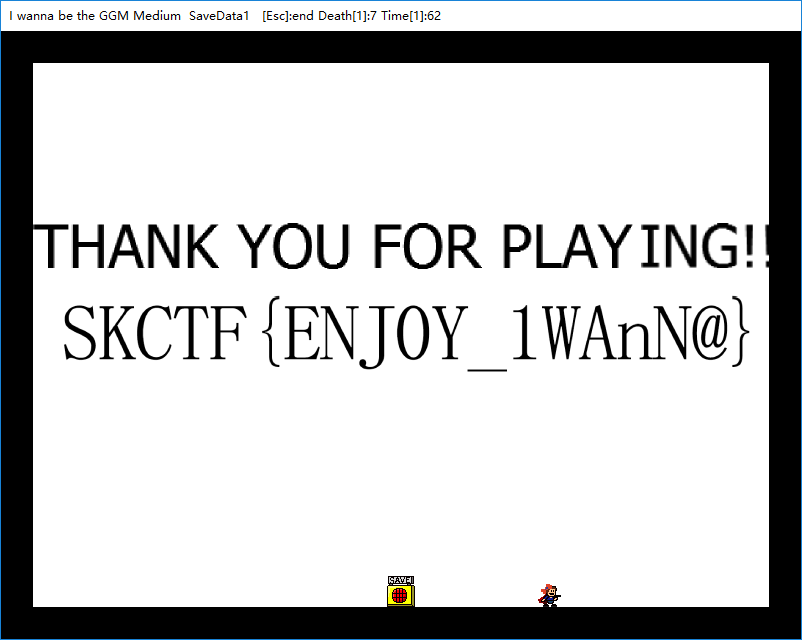 I wanna be the GGM Medium  SaveData1   [Esc]:end Death[1]:7 Time[1]:62
THANK YOU FOR PLAYING!!
SKCTF{ENJ0Y_1WAnN@}
SAVE